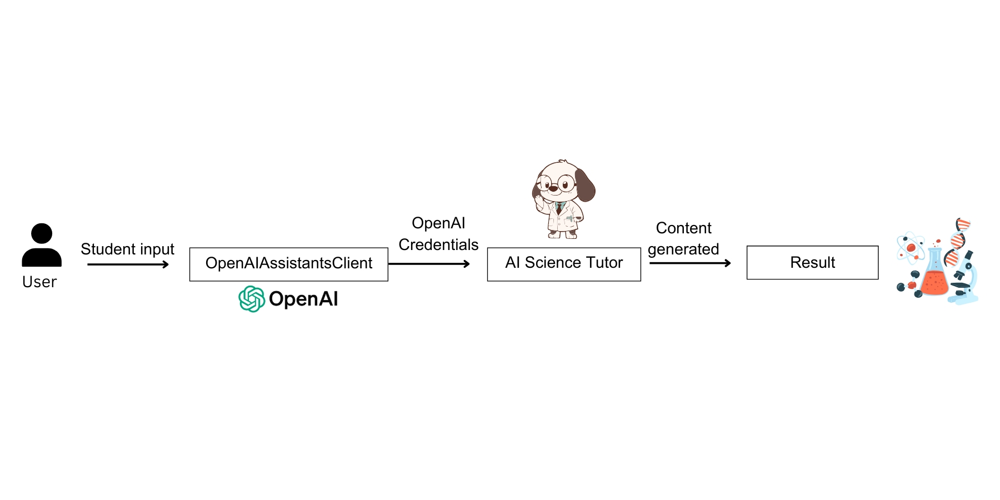 Student input
User
OpenAIAssistantsClient
OpenAI
OpenAI
Credentials
AI Science Tutor
Content
generated
Result